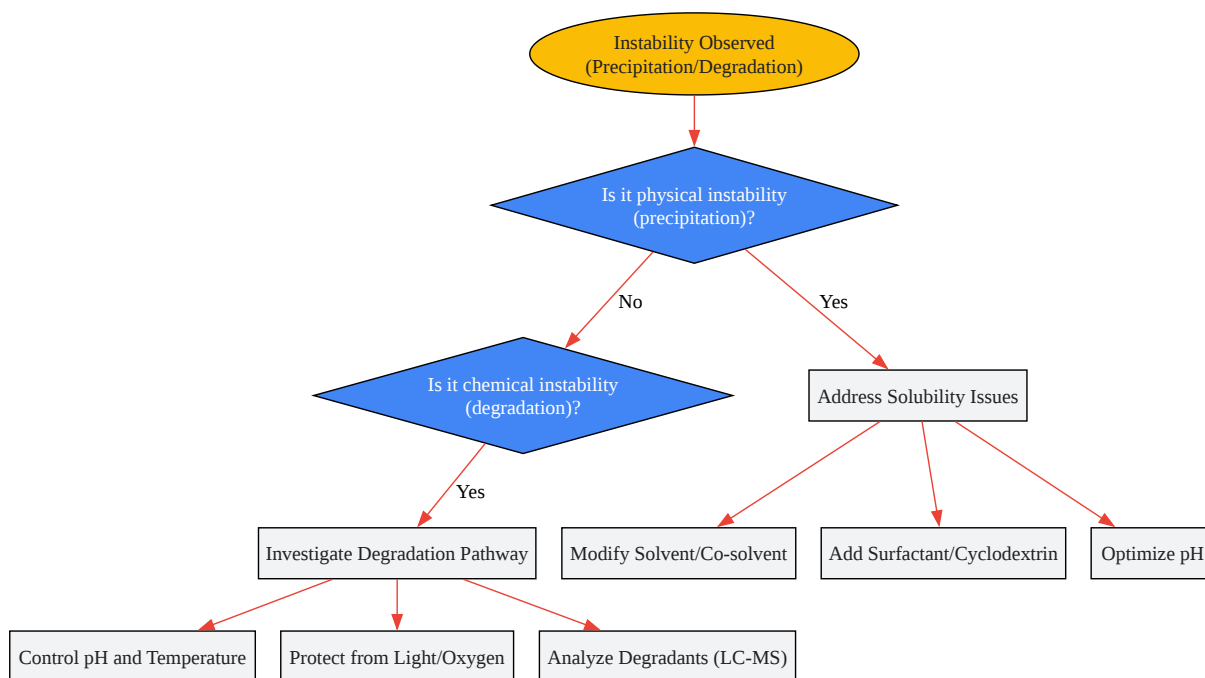 Instability Observed
(Precipitation/Degradation)
Is it physical instability
(precipitation)?
No
Yes
Is it chemical instability
(degradation)?
Address Solubility Issues
Yes
Investigate Degradation Pathway
Modify Solvent/Co-solvent
Add Surfactant/Cyclodextrin
Optimize pH
Control pH and Temperature
Protect from Light/Oxygen
Analyze Degradants (LC-MS)